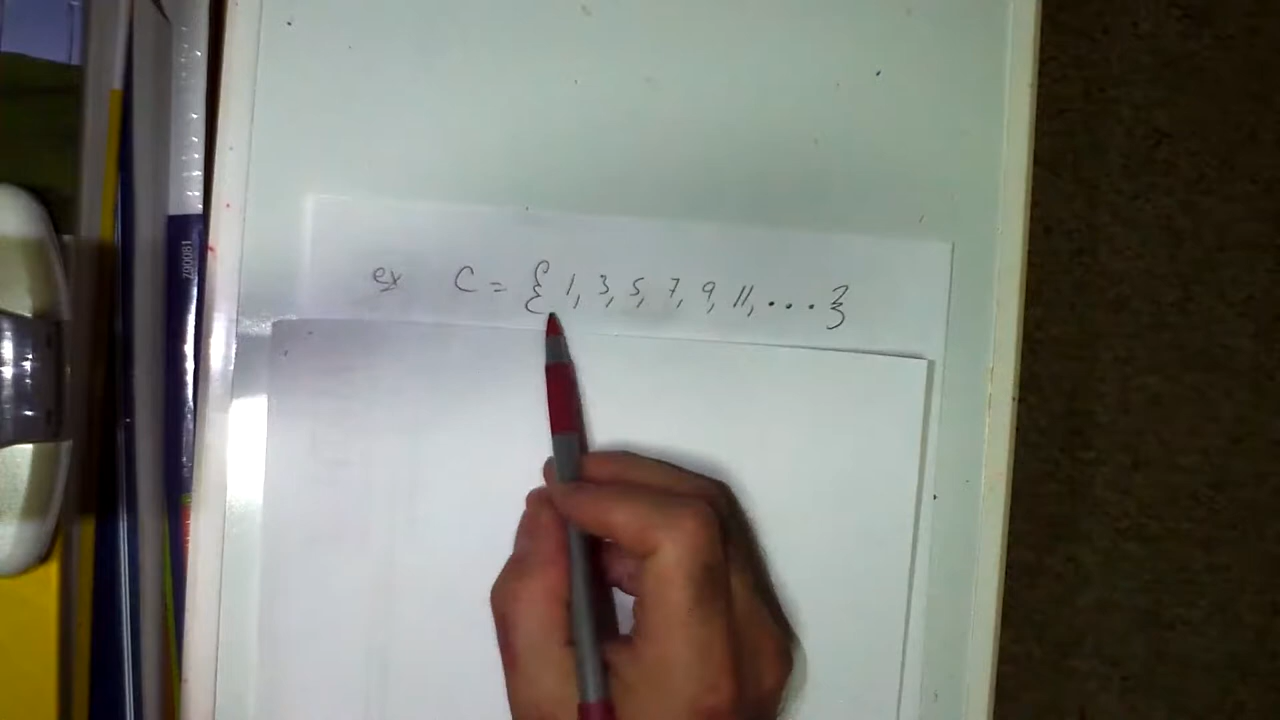 ex C = { 1, 3, 5, 7, 9, 11, ... }